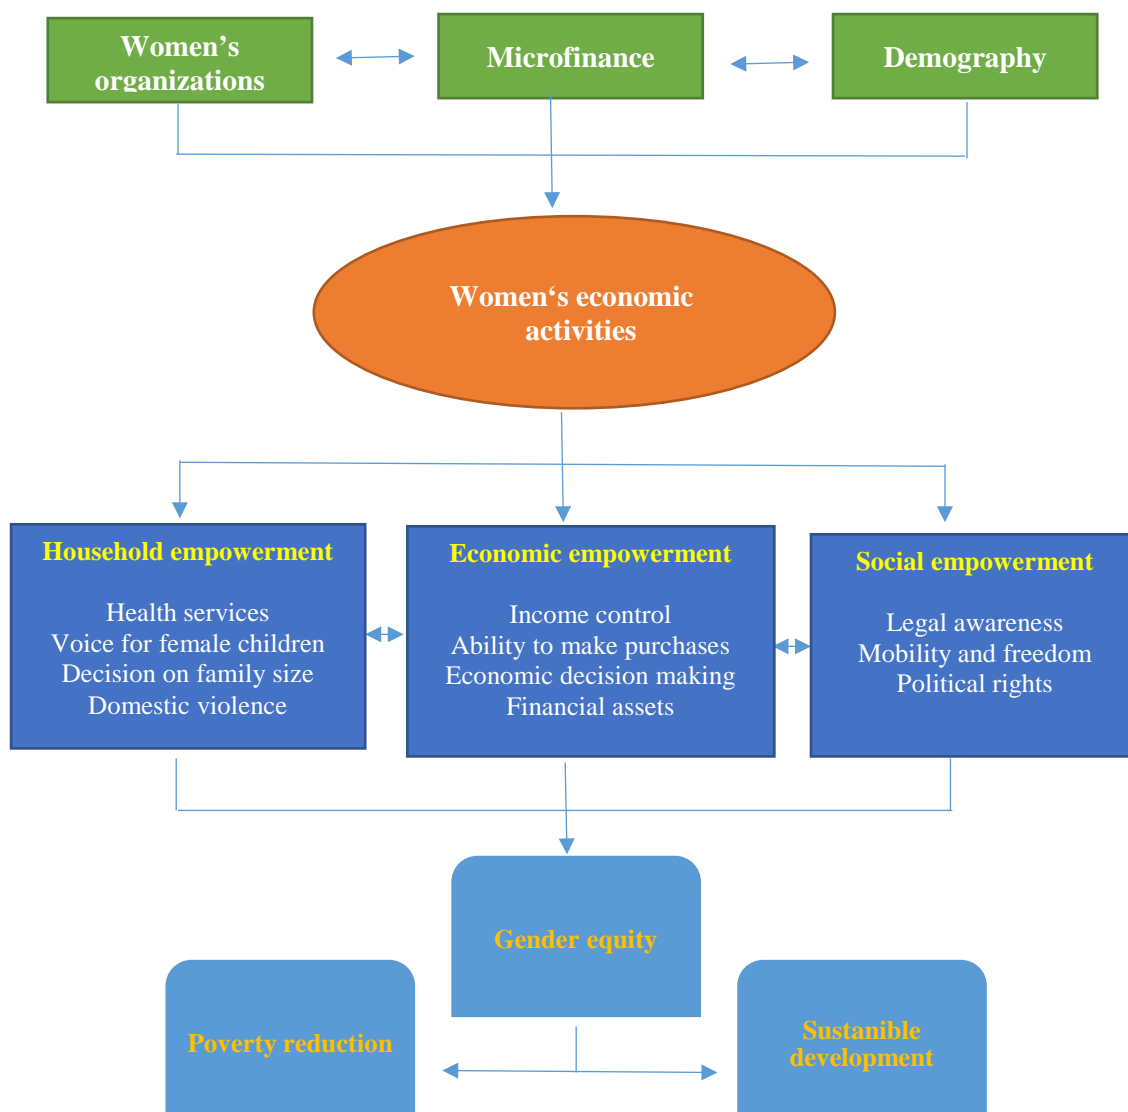 Women's
organizations
Microfinance
Demography
Women‘s economic
activities
Household empowerment
Health services
Voice for female children
Decision on family size
Domestic violence
Economic empowerment
Income control
Ability to make purchases
Economic decision making
Financial assets
Social empowerment
Legal awareness
Mobility and freedom
Political rights
Gender equity
Poverty reduction
Sustanible
development